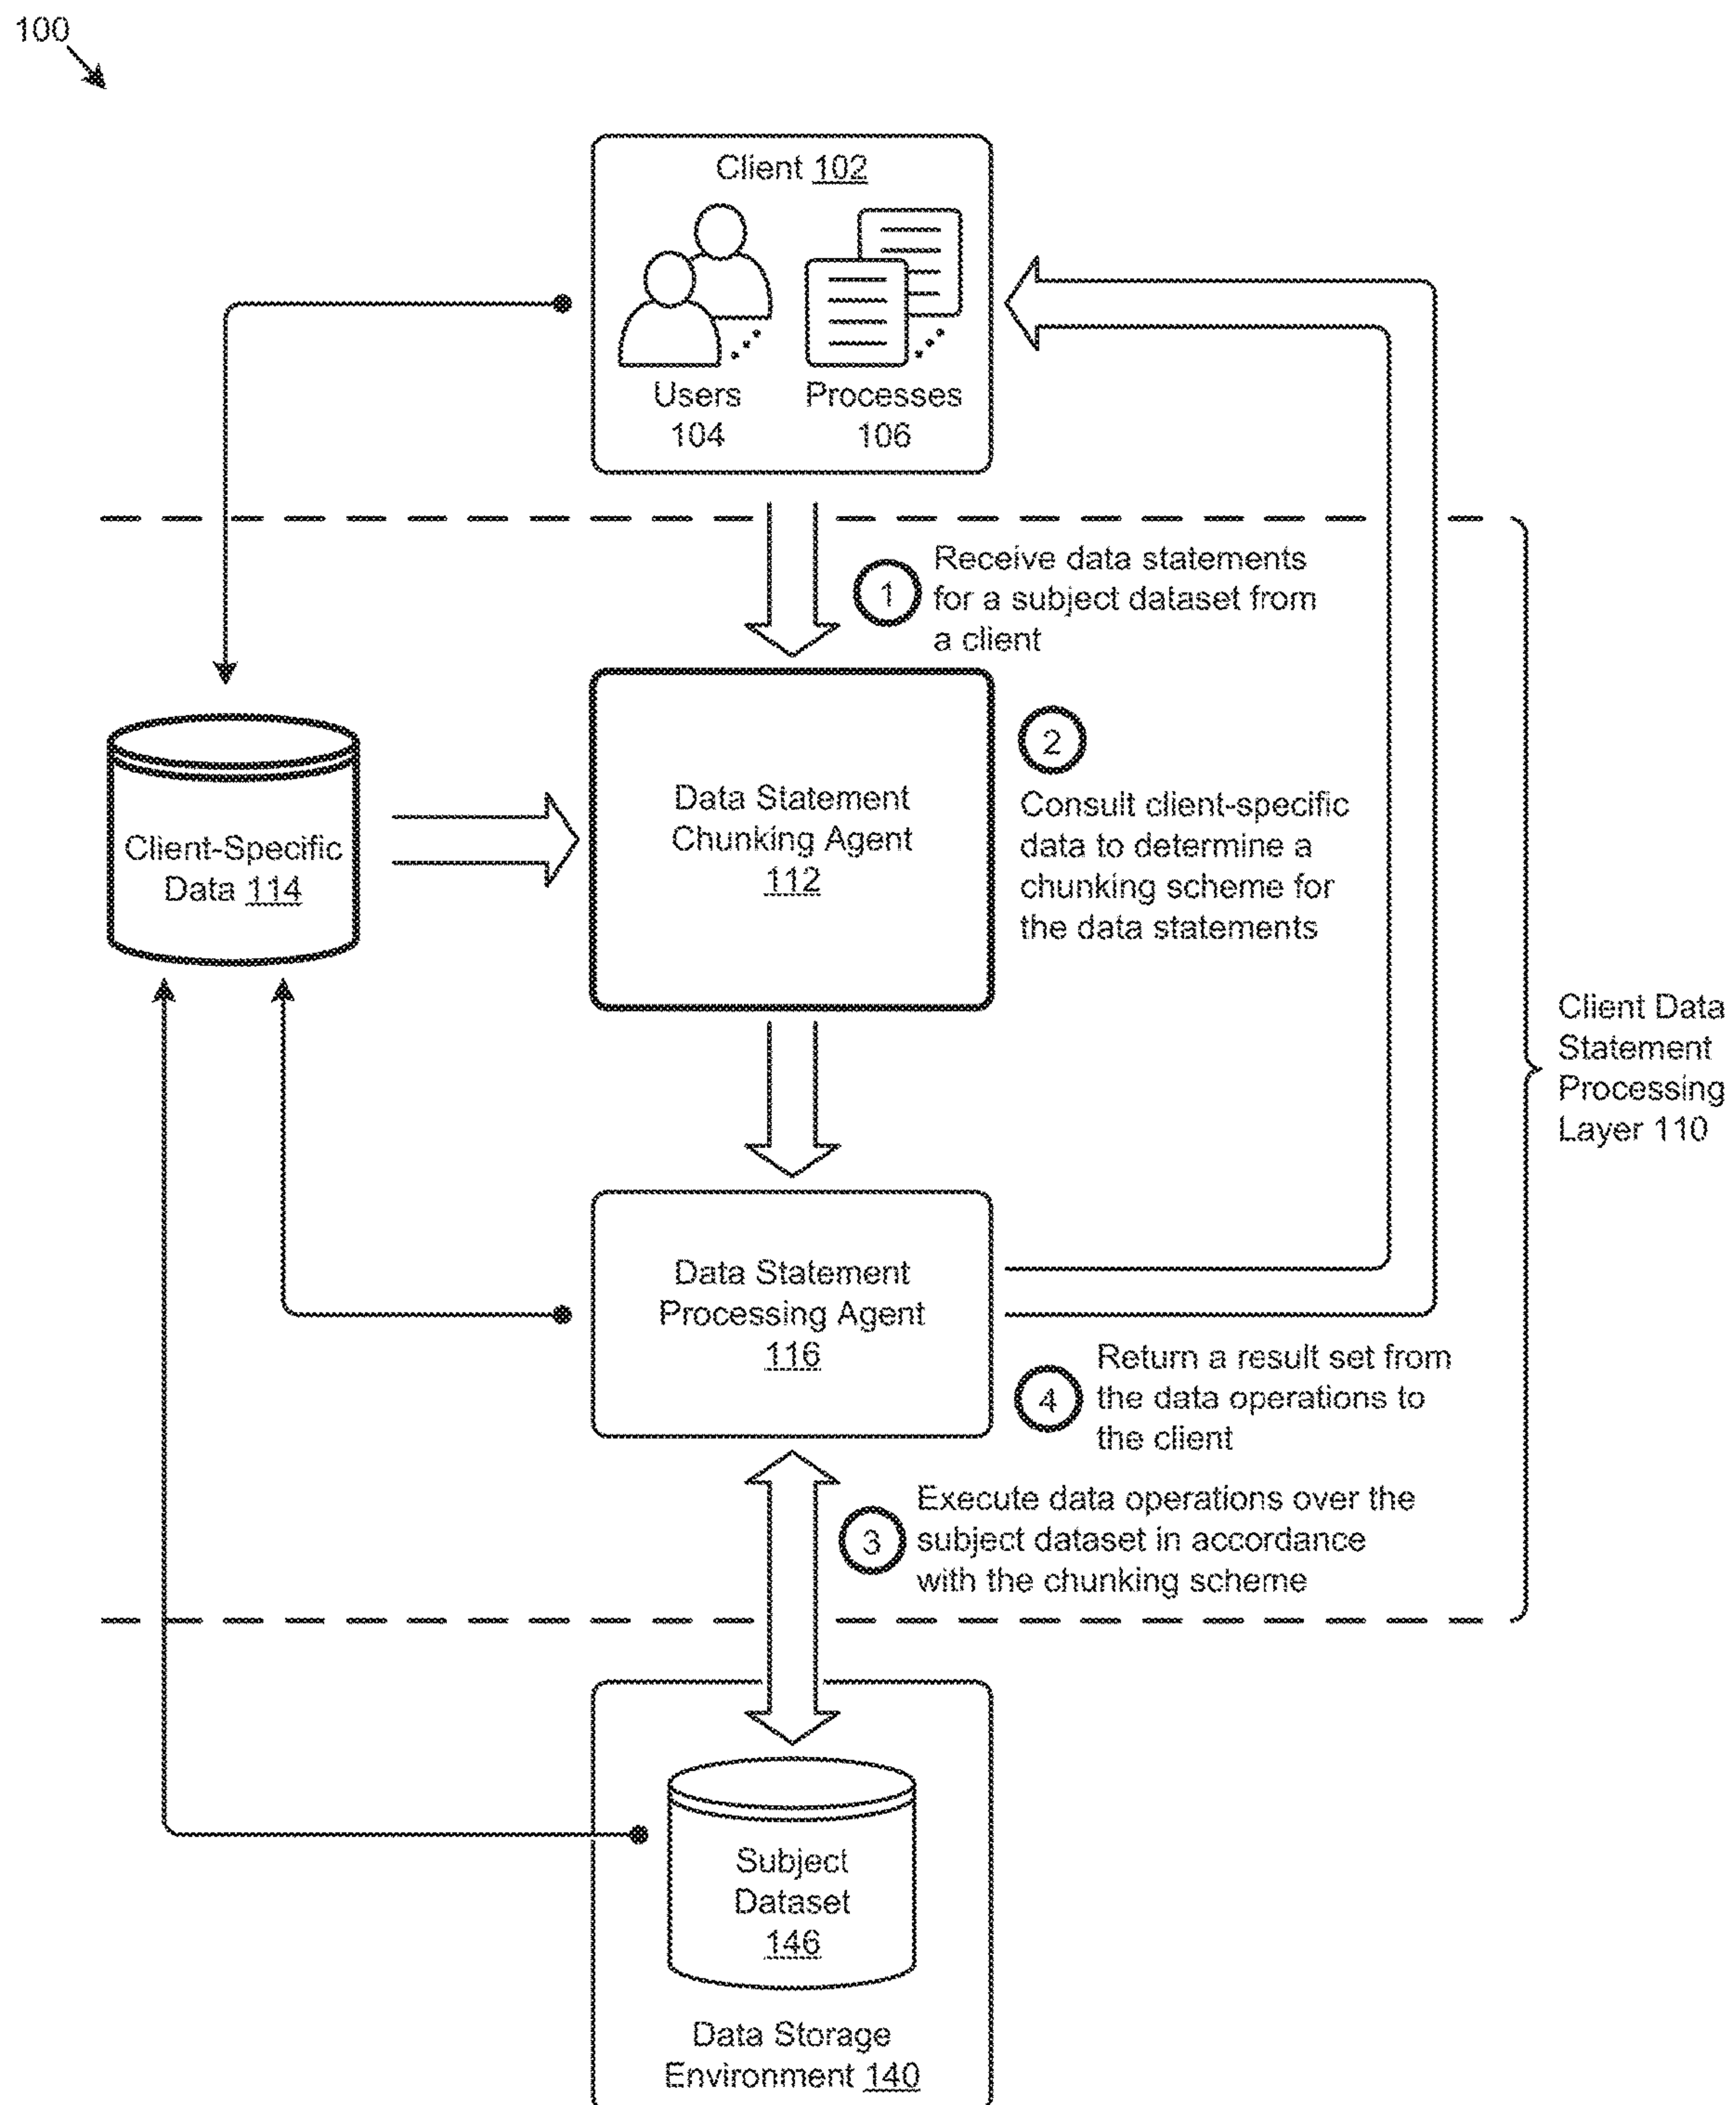 100
Client 102
Users
104
Processes
106
1
Receive data statements
for a subject dataset from
a client
Client-Specific
Data 114
Data Statement
Chunking Agent
112
2
Consult client-specific
data to determine a
chunking scheme for
the data statements
Client Data
Statement
Processing
Layer 110
Data Statement
Processing Agent
116
4
Return a result set from
the data operations to
the client
3
Execute data operations over the
subject dataset in accordance
with the chunking scheme
Subject
Dataset
146
Data Storage
Environment 140